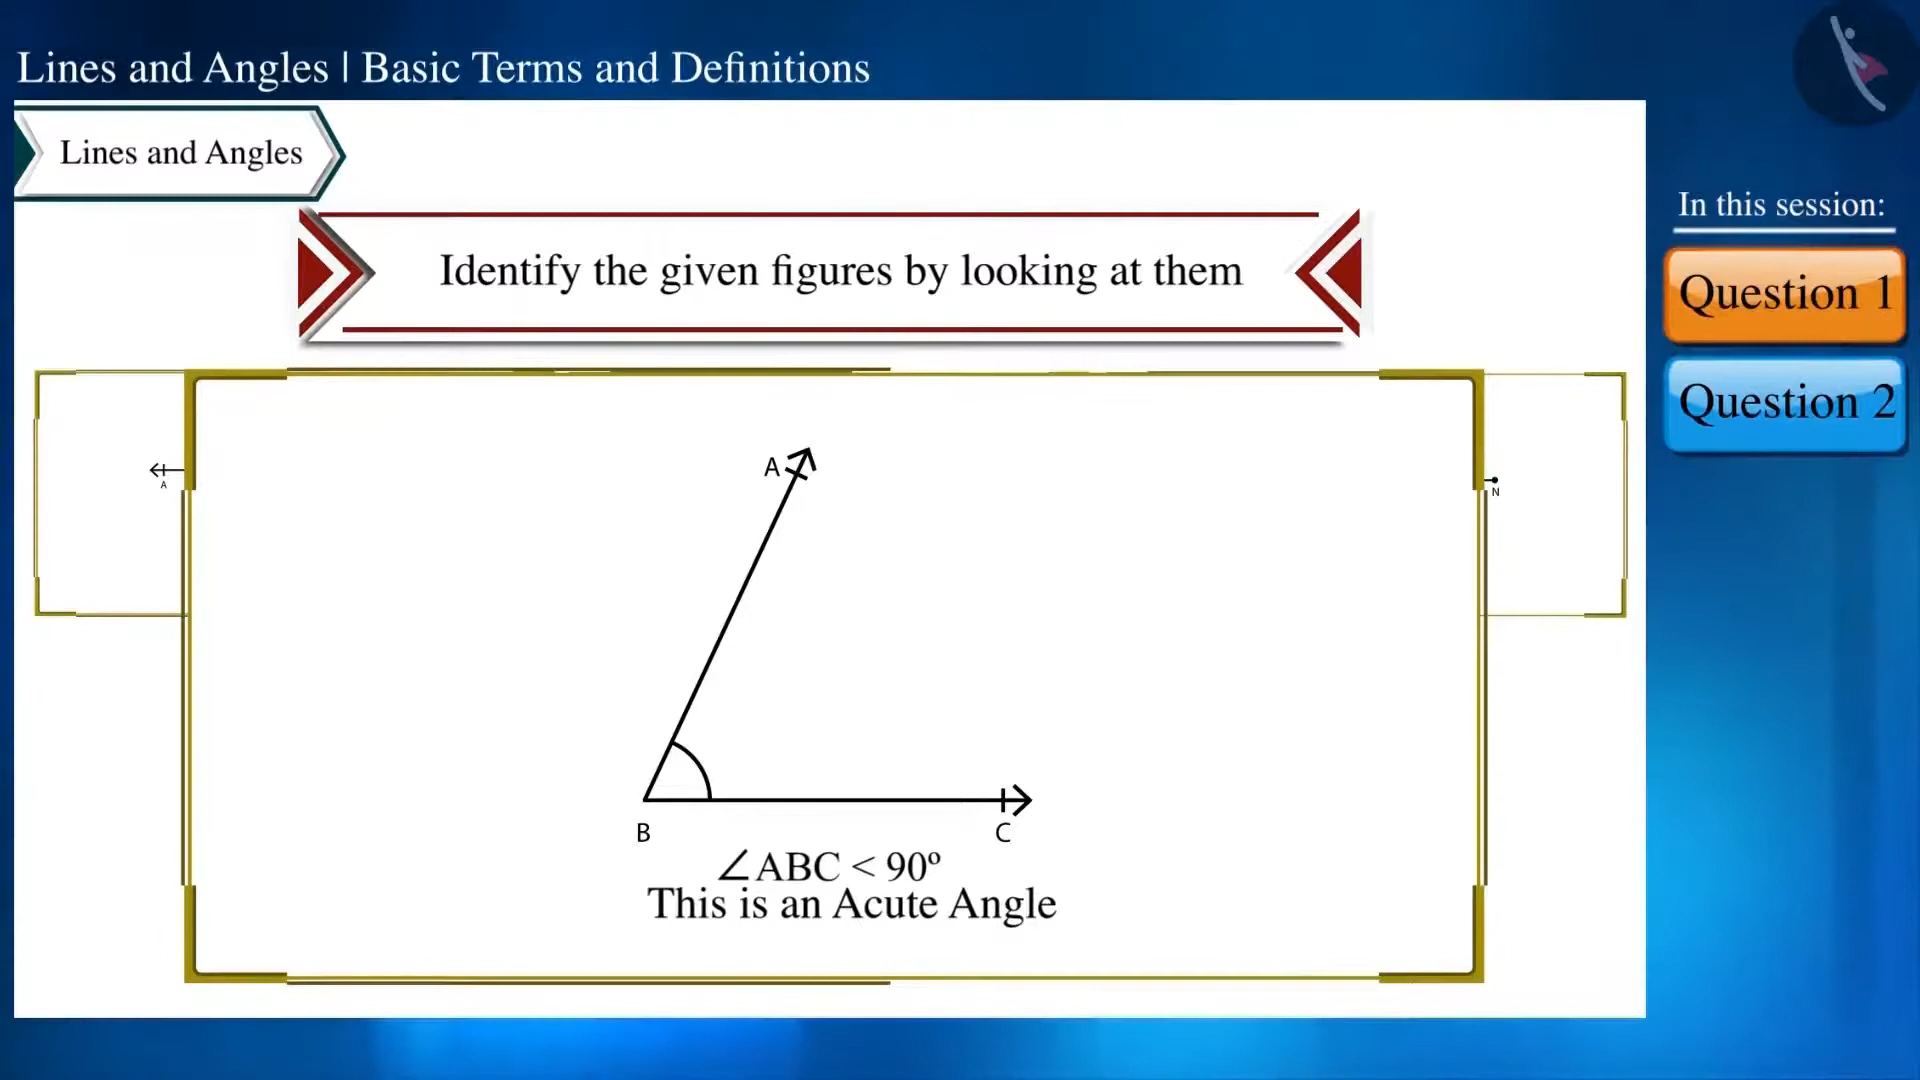 Lines and Angles | Basic Terms and Definitions
Lines and Angles
In this session:
Identify the given figures by looking at them
Question 1
Question 2
A
A
N
B
C
∠ABC < 90º
This is an Acute Angle